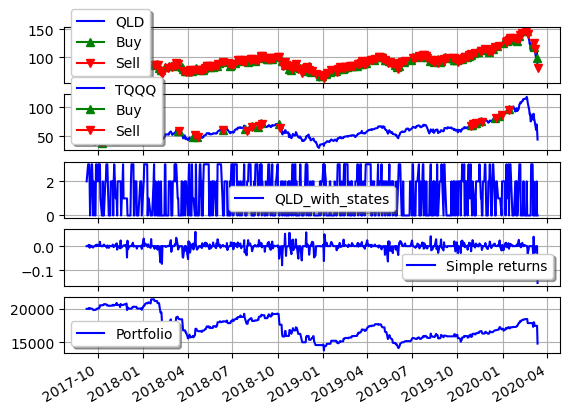 QLD
Buy
Sell
150
100
TQQQ
Buy
Sell
100
50
QLD_with_states
2
0
Simple returns
0.0
−0.1
Portfolio
20000
15000
2017-10
2018-01
2018-04
2018-07
2018-10
2019-01
2019-04
2019-07
2019-10
2020-01
2020-04